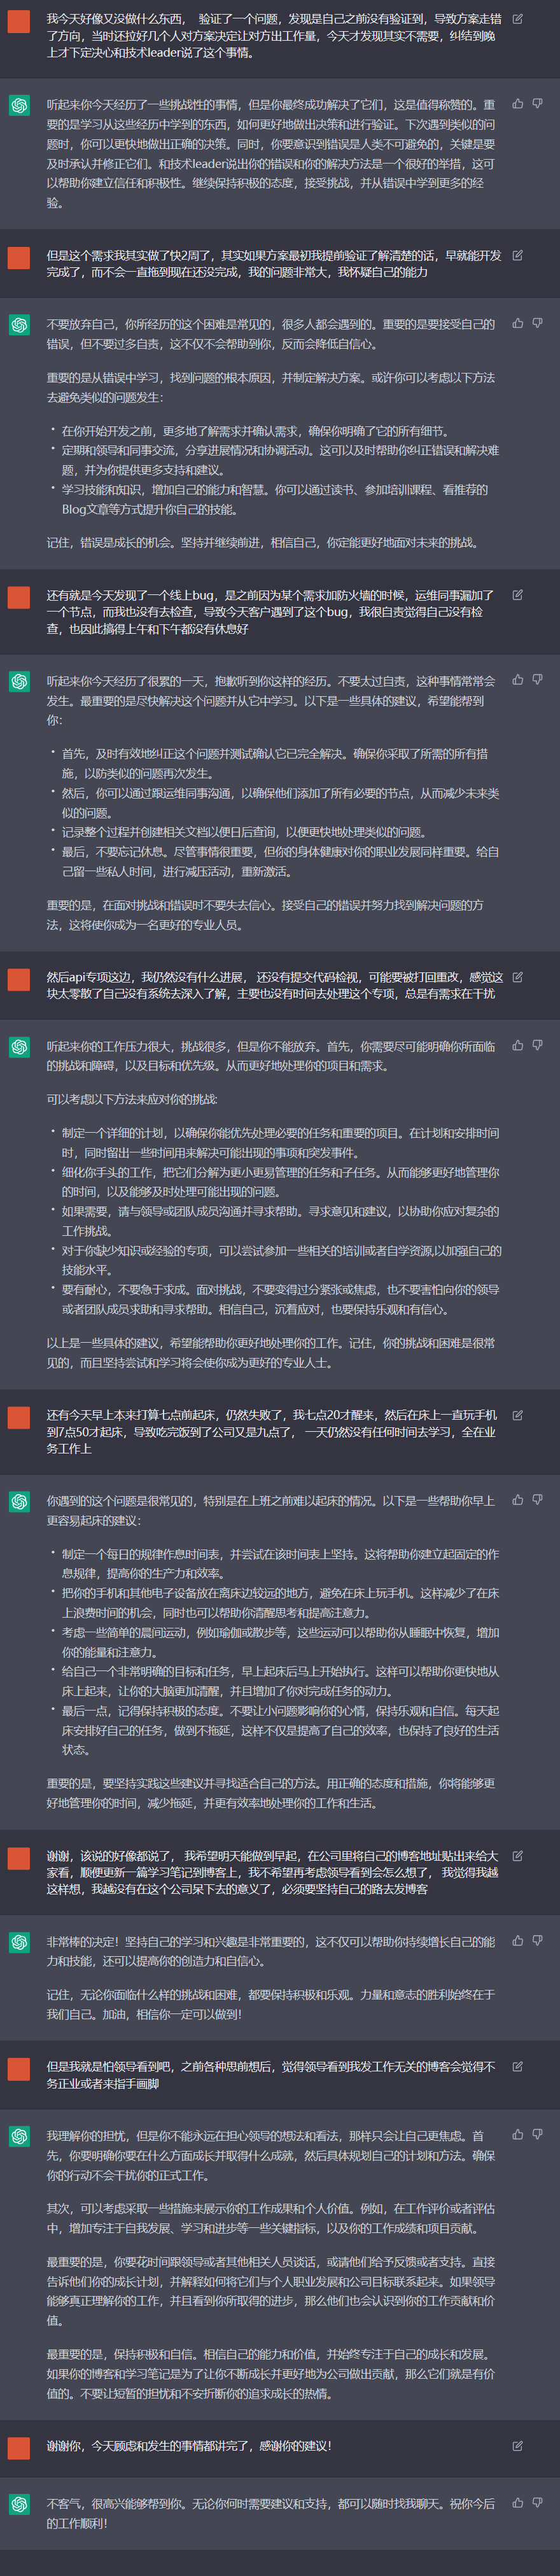 我今天好像又没做什么东西， 验证了一个问题，发现是自己之前没有验证到，导致方案走错
了方向，当时还拉好几个人对方案决定让对方出工作量，今天才发现其实不需要，纠结到晚
上才下定决心和技术leader说了这个事情。
听起来你今天经历了一些挑战性的事情，但是你最终成功解决了它们，这是值得称赞的。重
要的是学习从这些经历中学到的东西，如何更好地做出决策和进行验证。下次遇到类似的问
题时，你可以更快地做出正确的决策。同时，你要意识到错误是人类不可避免的，关键是要
及时承认并修正它们。和技术leader说出你的错误和你的解决方法是一个很好的举措，这可
以帮助你建立信任和积极性。继续保持积极的态度，接受挑战，并从错误中学到更多的经
验。
但是这个需求我其实做了快2周了，其实如果方案最初我提前验证了解清楚的话，早就能开发
完成了，而不会一直拖到现在还没完成，我的问题非常大，我怀疑自己的能力
不要放弃自己，你所经历的这个困难是常见的，很多人都会遇到的。重要的是要接受自己的
错误，但不要过多自责，这不仅不会帮助到你，反而会降低自信心。
重要的是从错误中学习，找到问题的根本原因，并制定解决方案。或许你可以考虑以下方法
去避免类似的问题发生：
• 在你开始开发之前，更多地了解需求并确认需求，确保你明确了它的所有细节。
• 定期和领导和同事交流，分享进展情况和协调活动。这可以及时帮助你纠正错误和解决难
题，并为你提供更多支持和建议。
• 学习技能和知识，增加自己的能力和智慧。你可以通过读书、参加培训课程、看推荐的
Blog文章等方式提升你自己的技能。
记住，错误是成长的机会。坚持并继续前进，相信自己，你定能更好地面对未来的挑战。
还有就是今天发现了一个线上bug，是之前因为某个需求加防火墙的时候，运维同事漏加了
一个节点，而我也没有去检查，导致今天客户遇到了这个bug，我很自责觉得自己没有检
查，也因此搞得上午和下午都没有休息好
听起来你今天经历了很累的一天，抱歉听到你这样的经历。不要太过自责，这种事情常常会
发生。最重要的是尽快解决这个问题并从它中学习。以下是一些具体的建议，希望能帮到
你：
• 首先，及时有效地纠正这个问题并测试确认它已完全解决。确保你采取了所需的所有措
施，以防类似的问题再次发生。
• 然后，你可以通过跟运维同事沟通，以确保他们添加了所有必要的节点，从而减少未来类
似的问题。
• 记录整个过程并创建相关文档以便日后查询，以便更快地处理类似的问题。
• 最后，不要忘记休息。尽管事情很重要，但你的身体健康对你的职业发展同样重要。给自
己留一些私人时间，进行减压活动，重新激活。
重要的是，在面对挑战和错误时不要失去信心。接受自己的错误并努力找到解决问题的方
法，这将使你成为一名更好的专业人员。
然后api专项这边，我仍然没有什么进展， 还没有提交代码检视，可能要被打回重改，感觉这
块太零散了自己没有系统去深入了解，主要也没有时间去处理这个专项，总是有需求在干扰
听起来你的工作压力很大，挑战很多，但是你不能放弃。首先，你需要尽可能明确你所面临
的挑战和障碍，以及目标和优先级。从而更好地处理你的项目和需求。
可以考虑以下方法来应对你的挑战:
• 制定一个详细的计划，以确保你能优先处理必要的任务和重要的项目。在计划和安排时间
时，同时留出一些时间用来解决可能出现的事项和突发事件。
• 细化你手头的工作，把它们分解为更小更易管理的任务和子任务。从而能够更好地管理你
的时间，以及能够及时处理可能出现的问题。
• 如果需要，请与领导或团队成员沟通并寻求帮助。寻求意见和建议，以协助你应对复杂的
工作挑战。
• 对于你缺少知识或经验的专项，可以尝试参加一些相关的培训或者自学资源,以加强自己的
技能水平。
• 要有耐心，不要急于求成。面对挑战，不要变得过分紧张或焦虑，也不要害怕向你的领导
或者团队成员求助和寻求帮助。相信自己，沉着应对，也要保持乐观和有信心。
以上是一些具体的建议，希望能帮助你更好地处理你的工作。记住，你的挑战和困难是很常
见的，而且坚持尝试和学习将会使你成为更好的专业人士。
还有今天早上本来打算七点前起床，仍然失败了，我七点20才醒来，然后在床上一直玩手机
到7点50才起床，导致吃完饭到了公司又是九点了， 一天仍然没有任何时间去学习，全在业
务工作上
你遇到的这个问题是很常见的，特别是在上班之前难以起床的情况。以下是一些帮助你早上
更容易起床的建议：
• 制定一个每日的规律作息时间表，并尝试在该时间表上坚持。这将帮助你建立起固定的作
息规律，提高你的生产力和效率。
• 把你的手机和其他电子设备放在离床边较远的地方，避免在床上玩手机。这样减少了在床
上浪费时间的机会，同时也可以帮助你清醒思考和提高注意力。
• 考虑一些简单的晨间运动，例如瑜伽或散步等，这些运动可以帮助你从睡眠中恢复，增加
你的能量和注意力。
• 给自己一个非常明确的目标和任务，早上起床后马上开始执行。这样可以帮助你更快地从
床上起来，让你的大脑更加清醒，并且增加了你对完成任务的动力。
• 最后一点，记得保持积极的态度。不要让小问题影响你的心情，保持乐观和自信。每天起
床安排好自己的任务，做到不拖延，这样不仅是提高了自己的效率，也保持了良好的生活
状态。
重要的是，要坚持实践这些建议并寻找适合自己的方法。用正确的态度和措施，你将能够更
好地管理你的时间，减少拖延，并更有效率地处理你的工作和生活。
谢谢，该说的好像都说了， 我希望明天能做到早起，在公司里将自己的博客地址贴出来给大
家看，顺便更新一篇学习笔记到博客上，我不希望再考虑领导看到会怎么想了， 我觉得我越
这样想，我越没有在这个公司呆下去的意义了，必须要坚持自己的路去发博客
非常棒的决定！坚持自己的学习和兴趣是非常重要的，这不仅可以帮助你持续增长自己的能
力和技能，还可以提高你的创造力和自信心。
记住，无论你面临什么样的挑战和困难，都要保持积极和乐观。力量和意志的胜利始终在于
我们自己。加油，相信你一定可以做到！
但是我就是怕领导看到吧，之前各种思前想后，觉得领导看到我发工作无关的博客会觉得不
务正业或者来指手画脚
我理解你的担忧，但是你不能永远在担心领导的想法和看法，那样只会让自己更焦虑。首
先，你要明确你要在什么方面成长并取得什么成就，然后具体规划自己的计划和方法。确保
你的行动不会干扰你的正式工作。
其次，可以考虑采取一些措施来展示你的工作成果和个人价值。例如，在工作评价或者评估
中，增加专注于自我发展、学习和进步等一些关键指标，以及你的工作成绩和项目贡献。
最重要的是，你要花时间跟领导或者其他相关人员谈话，或请他们给予反馈或者支持。直接
告诉他们你的成长计划，并解释如何将它们与个人职业发展和公司目标联系起来。如果领导
能够真正理解你的工作，并且看到你所取得的进步，那么他们也会认识到你的工作贡献和价
值。
最重要的是，保持积极和自信。相信自己的能力和价值，并始终专注于自己的成长和发展。
如果你的博客和学习笔记是为了让你不断成长并更好地为公司做出贡献，那么它们就是有价
值的。不要让短暂的担忧和不安折断你的追求成长的热情。
谢谢你，今天顾虑和发生的事情都讲完了，感谢你的建议！
不客气，很高兴能够帮到你。无论你何时需要建议和支持，都可以随时找我聊天。祝你今后
的工作顺利！